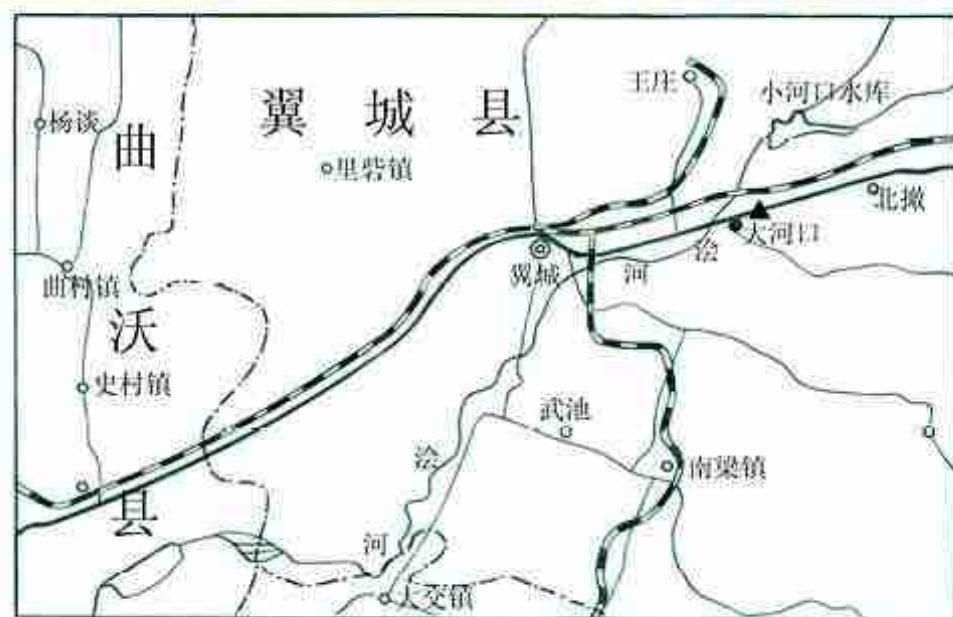 翼城县
曲沃县
杨谈
里砦镇
王庄
小河口水库
北撖
大河口
浍河
翼城
曲村镇
史村镇
武池
南梁镇
浍河
大交镇